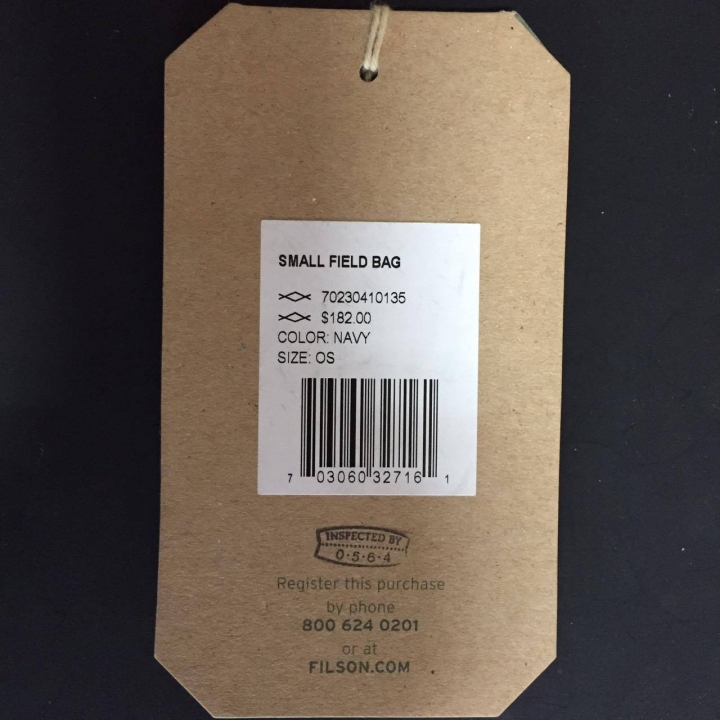 SMALL FIELD BAG
70230410135
$182.00
COLOR: NAVY
SIZE: OS
7 03060 32716 1
INSPECTED BY
0-5-6-4
Register this purchase
by phone
800 624 0201
or at
FILSON.COM